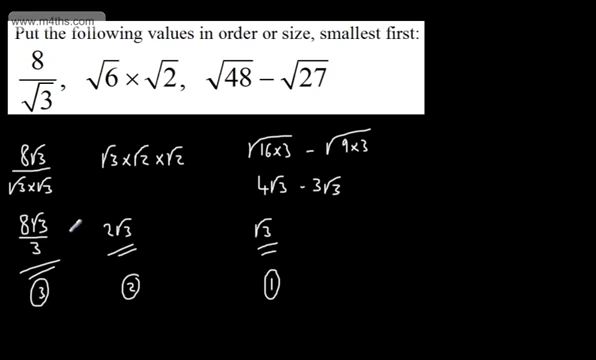 www.m4ths.com
Put the following values in order or size, smallest first:
8/√3, √6 × √2, √48 − √27
8√3/√3×√3   √3×√2×√2   √16×3 − √9×3
4√3 - 3√3
8√3/3   2√3   √3
③   ②   ①